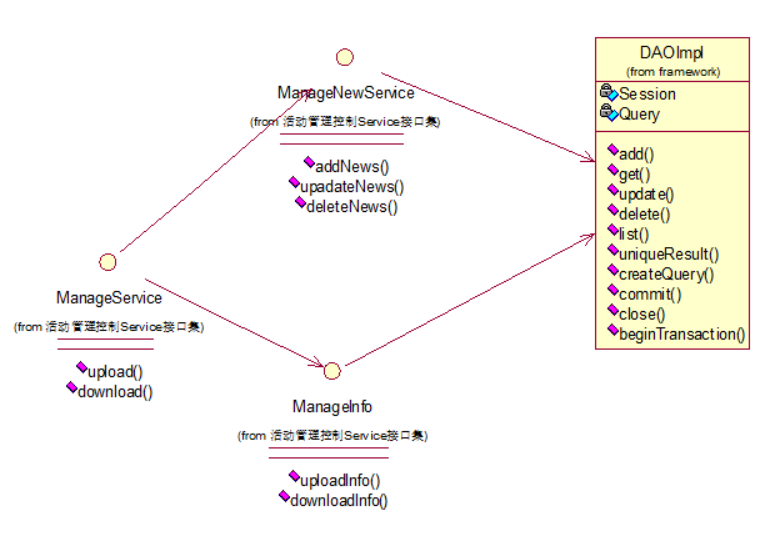 DAOImpl
(from framework)
Session
Query
add()
get()
update()
delete()
list()
uniqueResult()
createQuery()
commit()
close()
beginTransaction()
ManageNewService
(from 活动管理控制Service接口集)
addNews()
upadateNews()
deleteNews()
ManageService
(from 活动管理控制Service接口集)
upload()
download()
ManageInfo
(from 活动管理控制Service接口集)
uploadInfo()
downloadInfo()